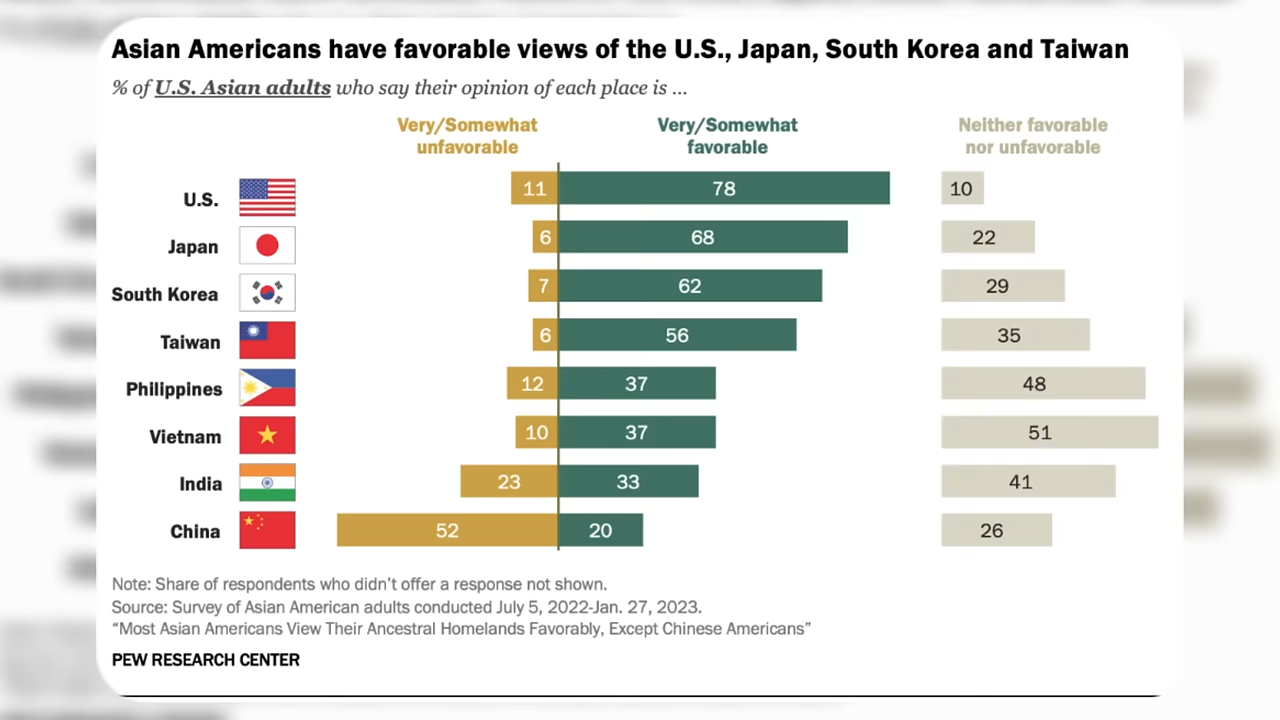 Asian Americans have favorable views of the U.S., Japan, South Korea and Taiwan
% of U.S. Asian adults who say their opinion of each place is ...
Very/Somewhat unfavorable
Very/Somewhat favorable
Neither favorable nor unfavorable
U.S. 11 78 10
Japan 6 68 22
South Korea 7 62 29
Taiwan 6 56 35
Philippines 12 37 48
Vietnam 10 37 51
India 23 33 41
China 52 20 26
Note: Share of respondents who didn’t offer a response not shown.
Source: Survey of Asian American adults conducted July 5, 2022-Jan. 27, 2023.
“Most Asian Americans View Their Ancestral Homelands Favorably, Except Chinese Americans”
PEW RESEARCH CENTER